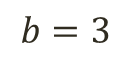 b = 3